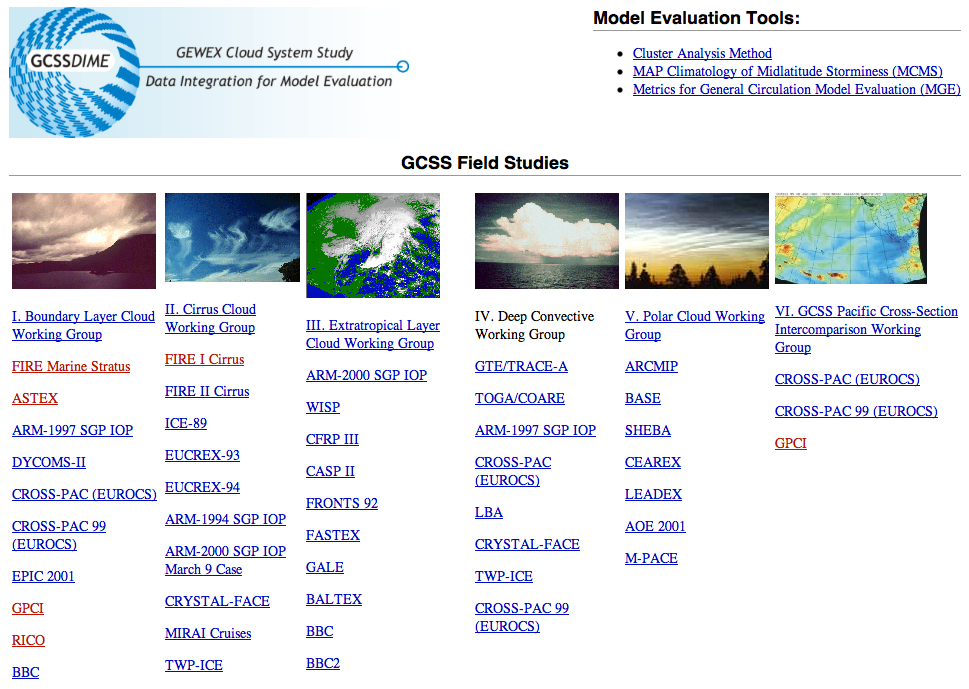 GCSSDIME
GEWEX Cloud System Study
Data Integration for Model Evaluation
Model Evaluation Tools:
Cluster Analysis Method
MAP Climatology of Midlatitude Storminess (MCMS)
Metrics for General Circulation Model Evaluation (MGE)
GCSS Field Studies
I. Boundary Layer Cloud
Working Group
FIRE Marine Stratus
ASTEX
ARM-1997 SGP IOP
DYCOMS-II
CROSS-PAC (EUROCS)
CROSS-PAC 99
(EUROCS)
EPIC 2001
GPCI
RICO
BBC
II. Cirrus Cloud
Working Group
FIRE I Cirrus
FIRE II Cirrus
ICE-89
EUCREX-93
EUCREX-94
ARM-1994 SGP IOP
ARM-2000 SGP IOP
March 9 Case
CRYSTAL-FACE
MIRAI Cruises
TWP-ICE
III. Extratropical Layer
Cloud Working Group
ARM-2000 SGP IOP
WISP
CFRP III
CASP II
FRONTS 92
FASTEX
GALE
BALTEX
BBC
BBC2
IV. Deep Convective
Working Group
GTE/TRACE-A
TOGA/COARE
ARM-1997 SGP IOP
CROSS-PAC
(EUROCS)
LBA
CRYSTAL-FACE
TWP-ICE
CROSS-PAC 99
(EUROCS)
V. Polar Cloud Working
Group
ARCMIP
BASE
SHEBA
CEAREX
LEADEX
AOE 2001
M-PACE
VI. GCSS Pacific Cross-Section
Intercomparison Working
Group
CROSS-PAC (EUROCS)
CROSS-PAC 99 (EUROCS)
GPCI